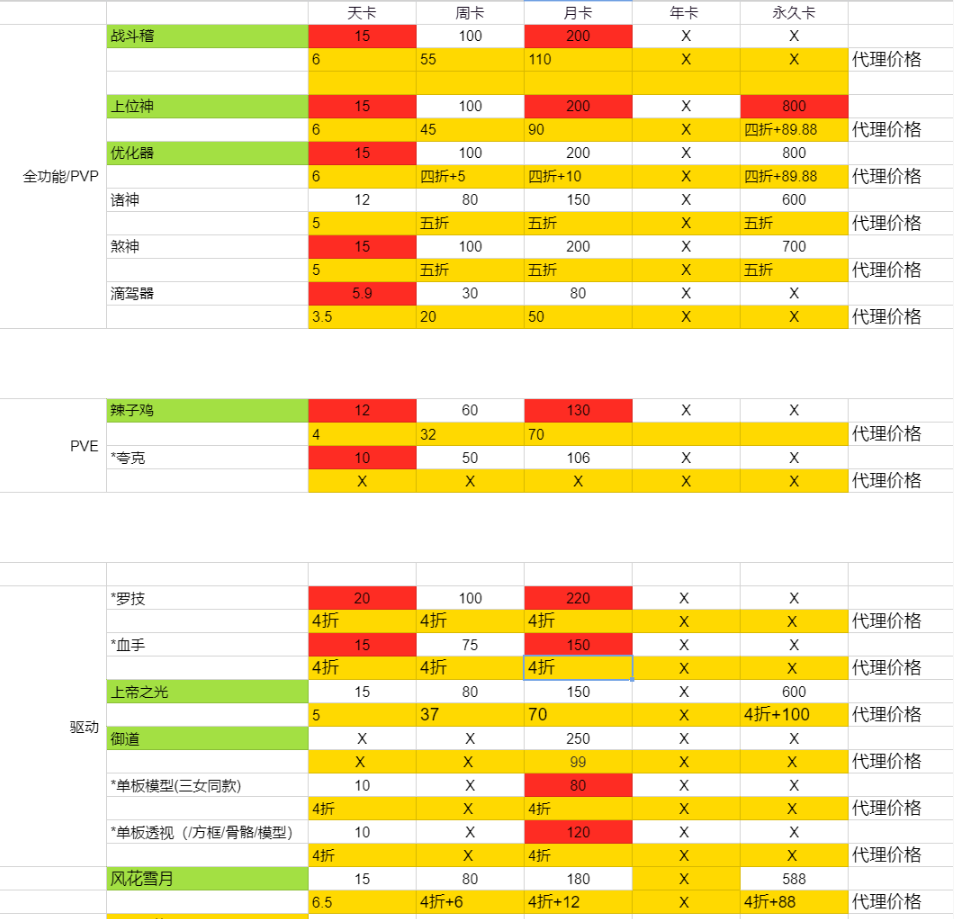 天卡 周卡 月卡 年卡 永久卡
战斗稽 15 100 200 X X
6 55 110 X X 代理价格
上位神 15 100 200 X 800
6 45 90 X 四折+89.88 代理价格
优化器 15 100 200 X 800
全功能/PVP 6 四折+5 四折+10 X 四折+89.88 代理价格
诸神 12 80 150 X 600
5 五折 五折 X 五折 代理价格
煞神 15 100 200 X 700
5 五折 五折 X 五折 代理价格
滴驾器 5.9 30 80 X X
3.5 20 50 X X 代理价格
辣子鸡 12 60 130 X X
4 32 70 代理价格
PVE
*夸克 10 50 106 X X
X X X X X 代理价格
*罗技 20 100 220 X X
4折 4折 4折 X X 代理价格
*血手 15 75 150 X X
4折 4折 4折 X X 代理价格
上帝之光 15 80 150 X 600
5 37 70 X 4折+100 代理价格
驱动
御道 X X 250 X X
X X 99 X X 代理价格
*单板模型(三女同款) 10 X 80 X X
4折 X 4折 X X 代理价格
*单板透视（/方框/骨骼/模型） 10 X 120 X X
4折 X 4折 X X 代理价格
风花雪月 15 80 180 X 588
6.5 4折+6 4折+12 X 4折+88 代理价格